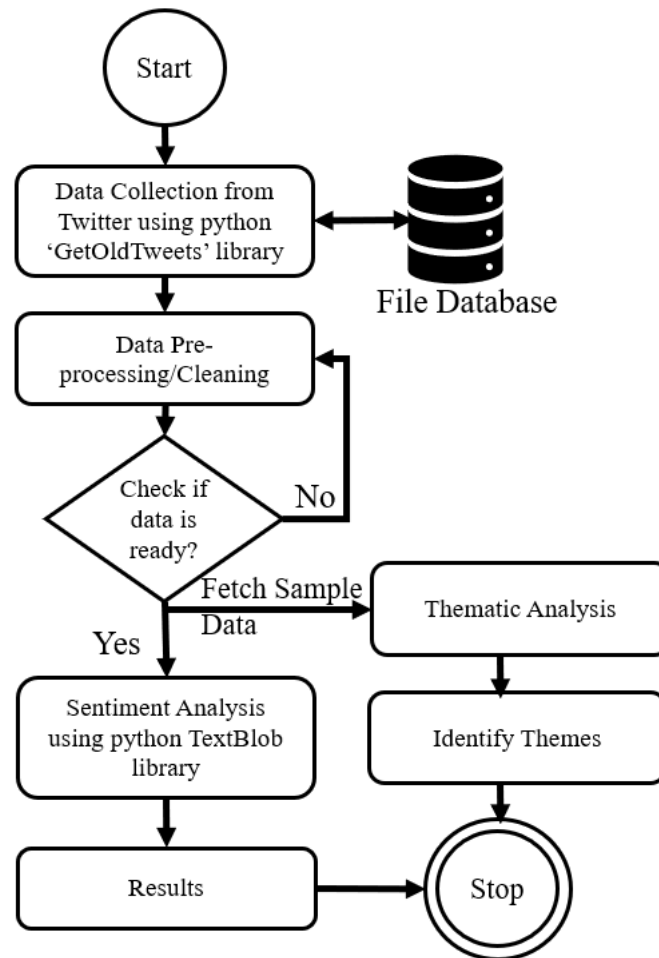 Start
Data Collection from
Twitter using python
‘GetOldTweets’ library
File Database
Data Pre-
processing/Cleaning
Check if
data is
ready?
No
Fetch Sample
Data
Yes
Thematic Analysis
Sentiment Analysis
using python TextBlob
library
Identify Themes
Results
Stop